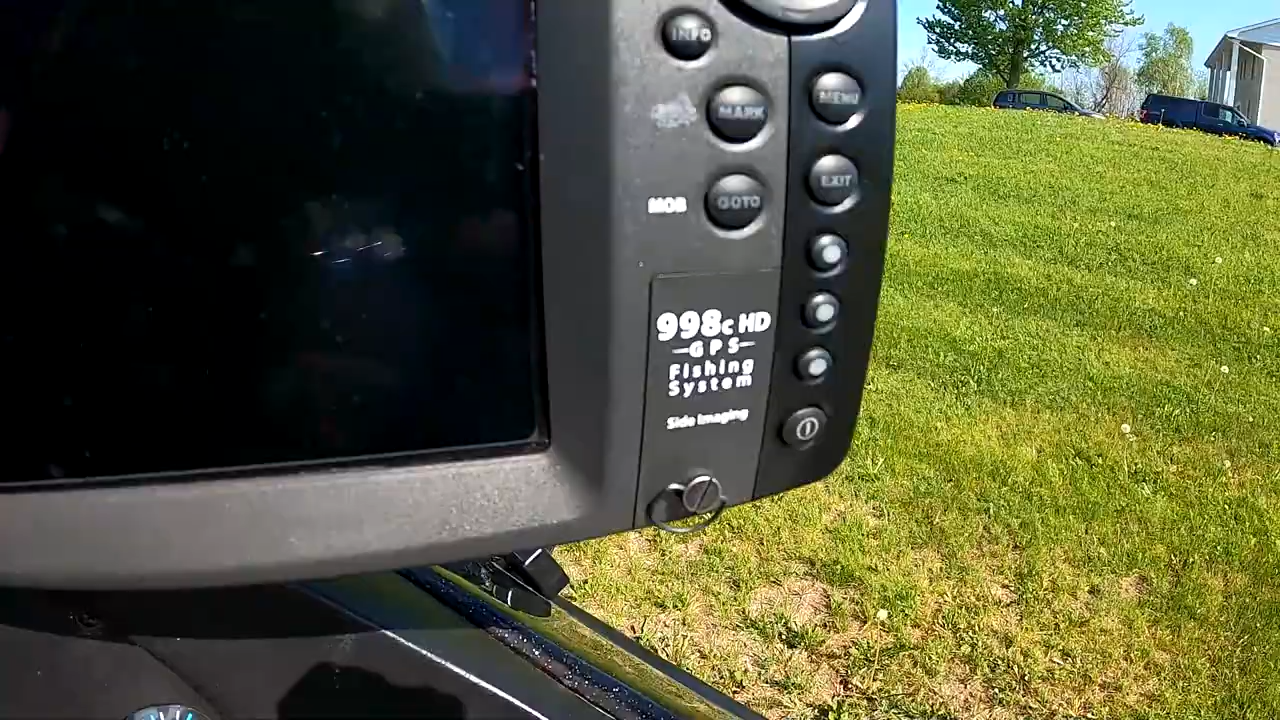 INFO
MARK
MENU
EXIT
MOB
GOTO
998c HD
GPS
Fishing
System
Side Imaging